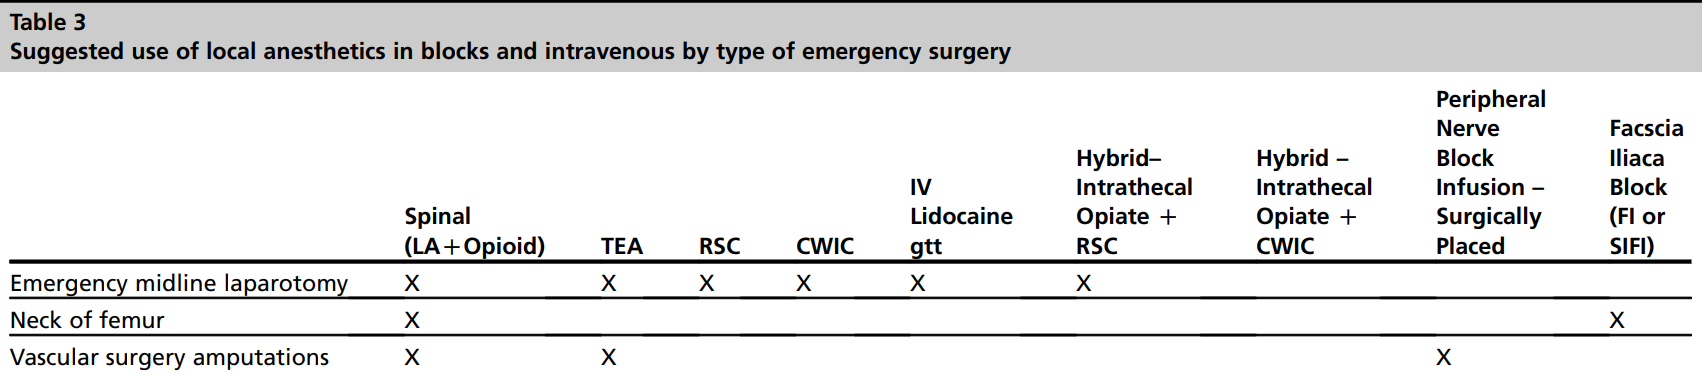 Table 3
Suggested use of local anesthetics in blocks and intravenous by type of emergency surgery
Peripheral
Nerve Facscia
Hybrid– Hybrid – Block Iliaca
IV Intrathecal Intrathecal Infusion – Block
Spinal Lidocaine Opiate + Opiate + Surgically (FI or
(LA+Opioid) TEA RSC CWIC gtt RSC CWIC Placed SIFI)
Emergency midline laparotomy X X X X X X
Neck of femur X X
Vascular surgery amputations X X X